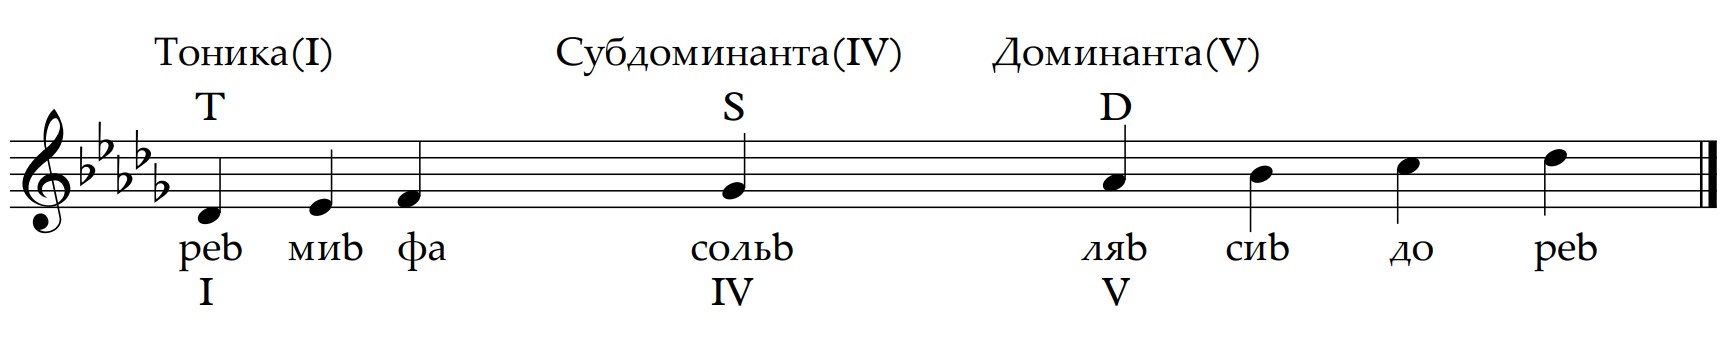 Тоника(I) Субдоминанта(IV) Доминанта(V)
T S D
реb миb фа сольb ляb сиb до реb
I IV V